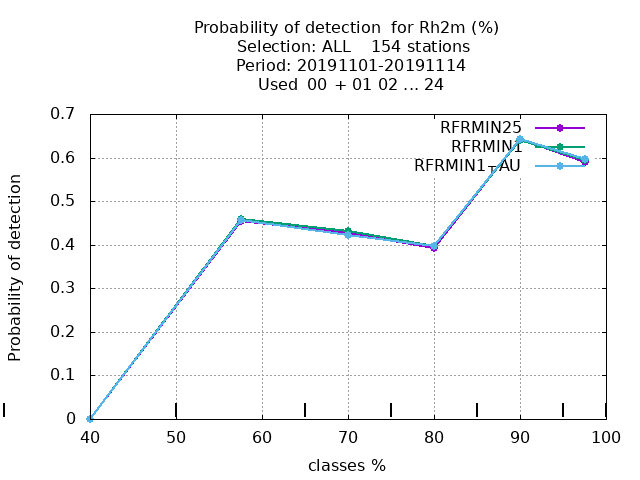 Probability of detection for Rh2m (%)
Selection: ALL 154 stations
Period: 20191101-20191114
Used 00 + 01 02 ... 24
RFRMIN25
RFRMIN1
RFRMIN1-AU
Probability of detection
0.7
0.6
0.5
0.4
0.3
0.2
0.1
0
40 50 60 70 80 90 100
classes %